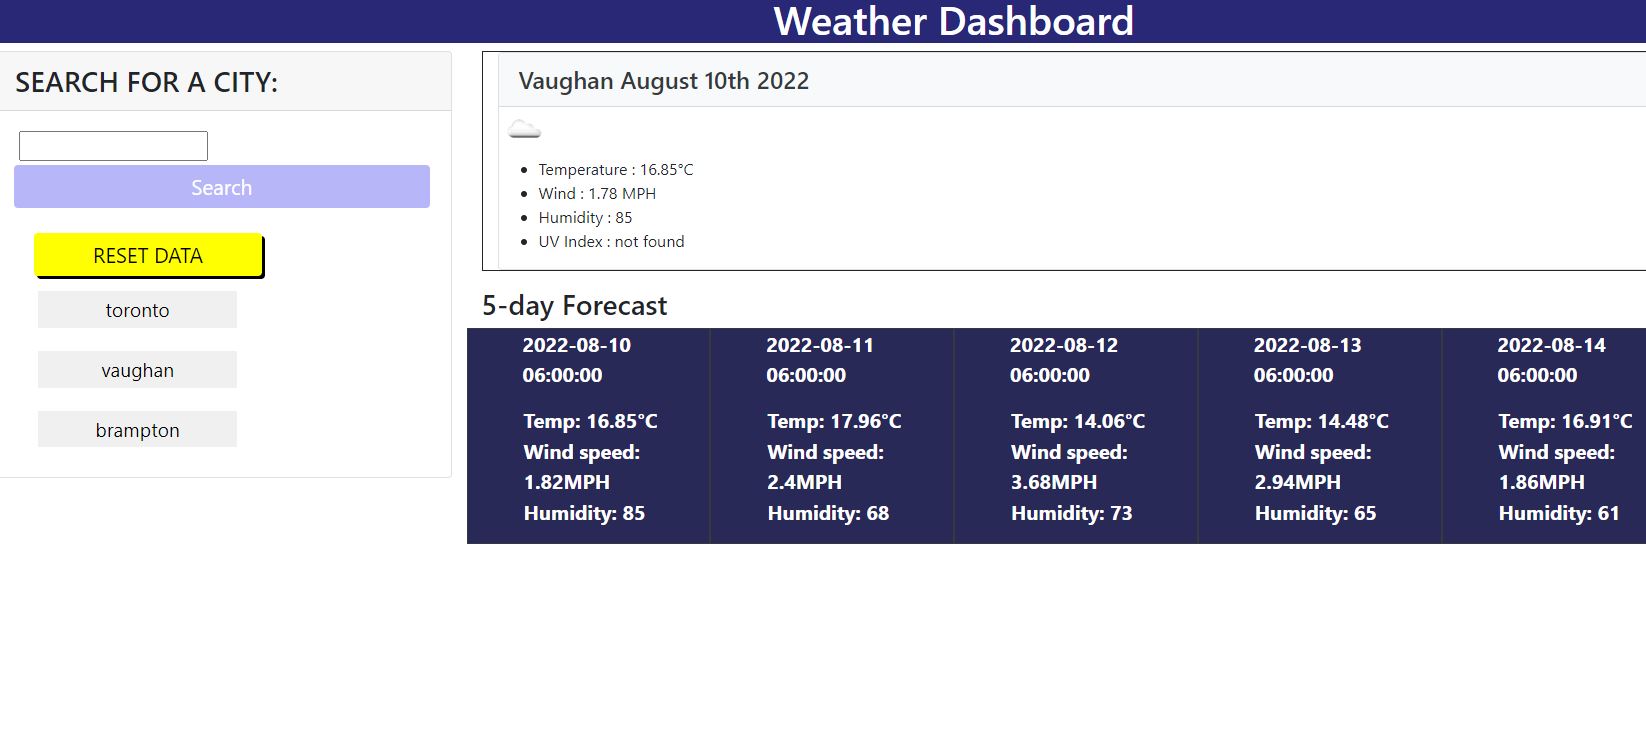 Weather Dashboard
SEARCH FOR A CITY:
Search
RESET DATA
toronto
vaughan
brampton
Vaughan August 10th 2022
Temperature : 16.85°C
Wind : 1.78 MPH
Humidity : 85
UV Index : not found
5-day Forecast
2022-08-10
06:00:00
Temp: 16.85°C
Wind speed:
1.82MPH
Humidity: 85
2022-08-11
06:00:00
Temp: 17.96°C
Wind speed:
2.4MPH
Humidity: 68
2022-08-12
06:00:00
Temp: 14.06°C
Wind speed:
3.68MPH
Humidity: 73
2022-08-13
06:00:00
Temp: 14.48°C
Wind speed:
2.94MPH
Humidity: 65
2022-08-14
06:00:00
Temp: 16.91°C
Wind speed:
1.86MPH
Humidity: 61